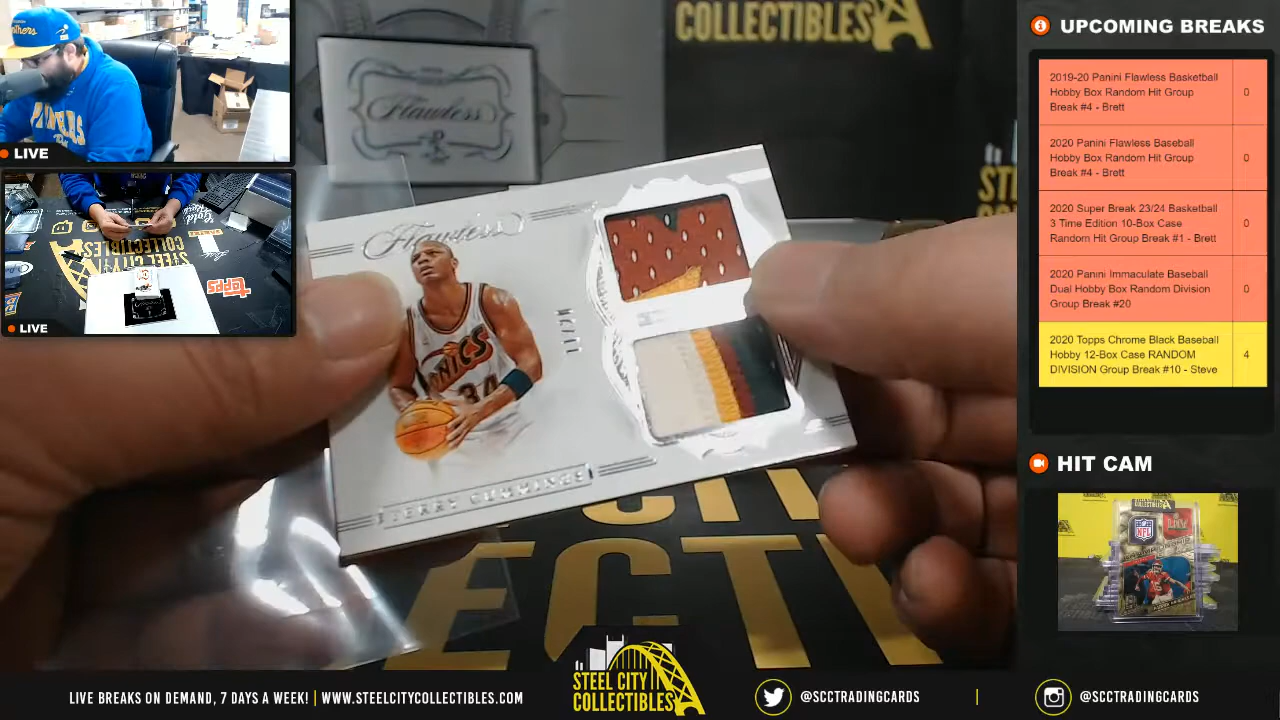 LIVE
LIVE
COLLECTIBLES
Flawless
Flawless
SONICS
34
TERRY CUMMINGS
topps
UPCOMING BREAKS
2019-20 Panini Flawless Basketball
Hobby Box Random Hit Group
Break #4 - Brett
0
2020 Panini Flawless Baseball
Hobby Box Random Hit Group
Break #4 - Brett
0
2020 Super Break 23/24 Basketball
3 Time Edition 10-Box Case
Random Hit Group Break #1 - Brett
0
2020 Panini Immaculate Baseball
Dual Hobby Box Random Division
Group Break #20
0
2020 Topps Chrome Black Baseball
Hobby 12-Box Case RANDOM
DIVISION Group Break #10 - Steve
4
HIT CAM
NFL
LIVE BREAKS ON DEMAND, 7 DAYS A WEEK! | WWW.STEELCITYCOLLECTIBLES.COM
STEEL CITY
COLLECTIBLES
@SCCTRADINGCARDS
|
@SCCTRADINGCARDS